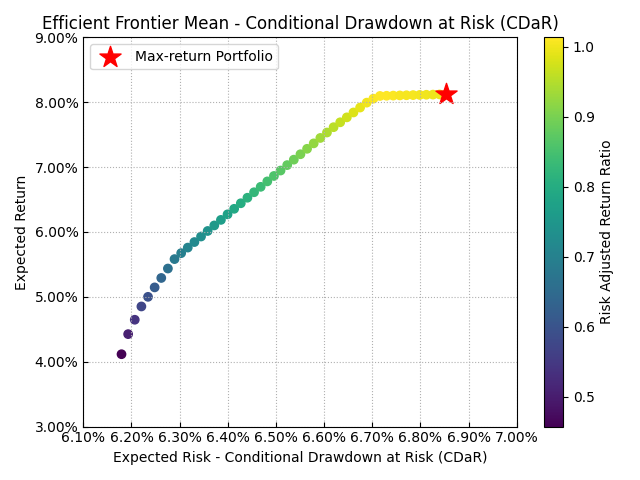 Efficient Frontier Mean - Conditional Drawdown at Risk (CDaR)
Max-return Portfolio
9.00%
8.00%
7.00%
6.00%
5.00%
4.00%
3.00%
Expected Return
6.10% 6.20% 6.30% 6.40% 6.50% 6.60% 6.70% 6.80% 6.90% 7.00%
Expected Risk - Conditional Drawdown at Risk (CDaR)
1.0
0.9
0.8
0.7
0.6
0.5
Risk Adjusted Return Ratio